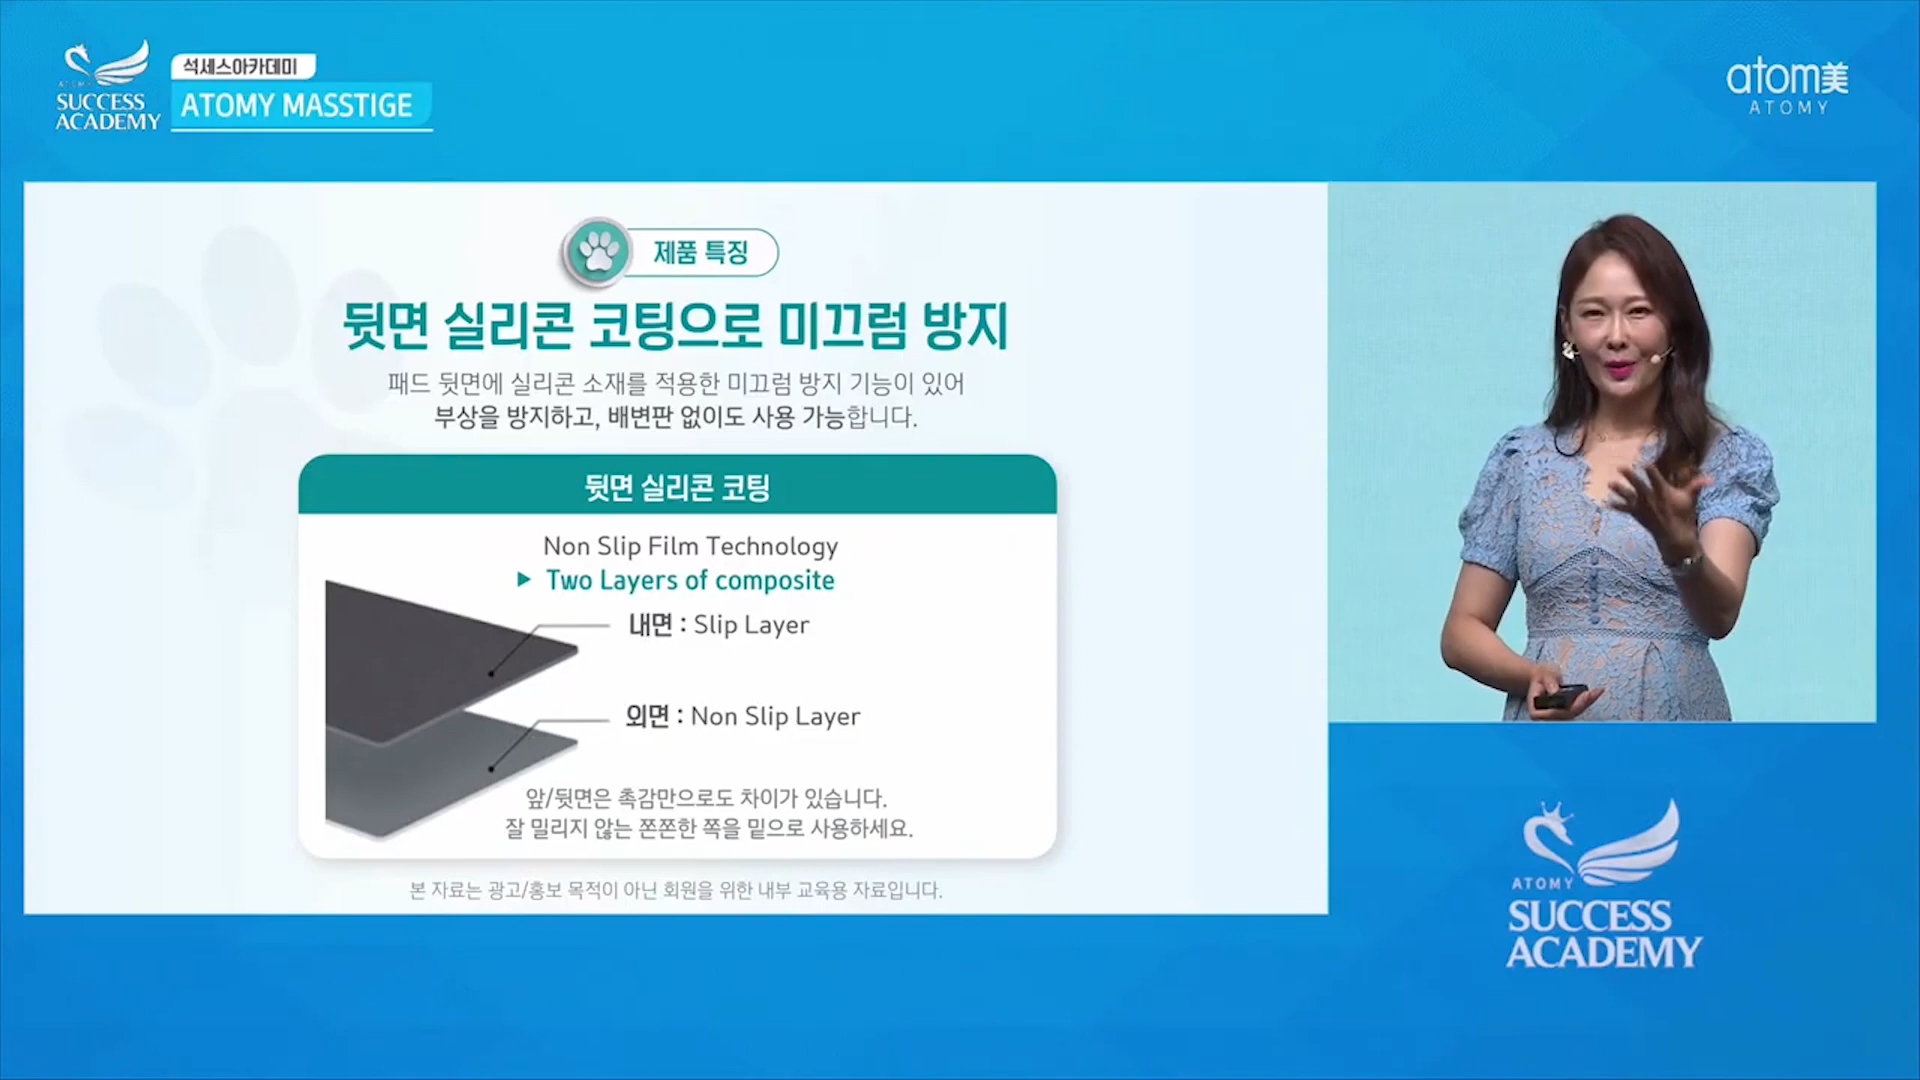 ATOMY
SUCCESS
ACADEMY
석세스아카데미
ATOMY MASSTIGE
atom美
ATOMY
제품 특징
뒷면 실리콘 코팅으로 미끄럼 방지
패드 뒷면에 실리콘 소재를 적용한 미끄럼 방지 기능이 있어
부상을 방지하고, 배변판 없이도 사용 가능합니다.
뒷면 실리콘 코팅
Non Slip Film Technology
▶ Two Layers of composite
내면 : Slip Layer
외면 : Non Slip Layer
앞/뒷면은 촉감만으로도 차이가 있습니다.
잘 밀리지 않는 쫀쫀한 쪽을 밑으로 사용하세요.
본 자료는 광고/홍보 목적이 아닌 회원을 위한 내부 교육용 자료입니다.
ATOMY
SUCCESS
ACADEMY